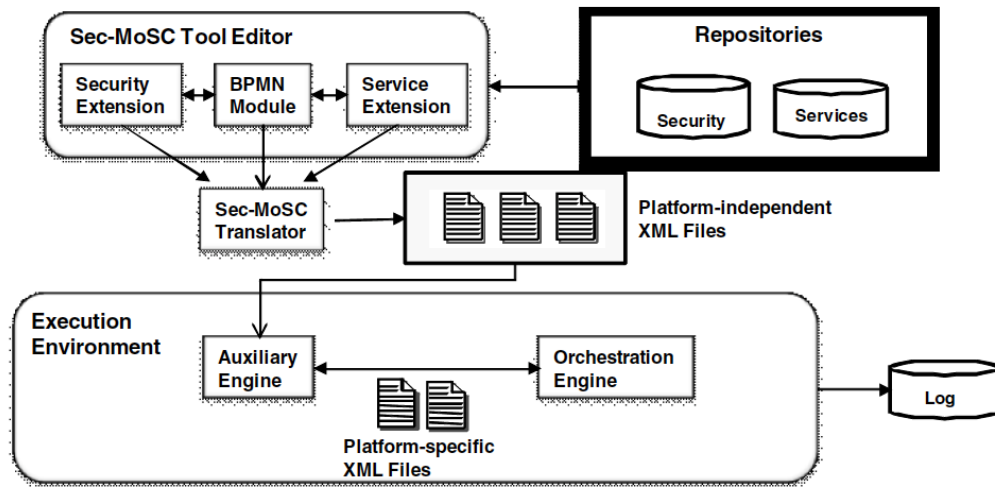 Sec-MoSC Tool Editor
Security
Extension
BPMN
Module
Service
Extension
Repositories
Security
Services
Sec-MoSC
Translator
Platform-independent
XML Files
Execution
Environment
Auxiliary
Engine
Orchestration
Engine
Platform-specific
XML Files
Log